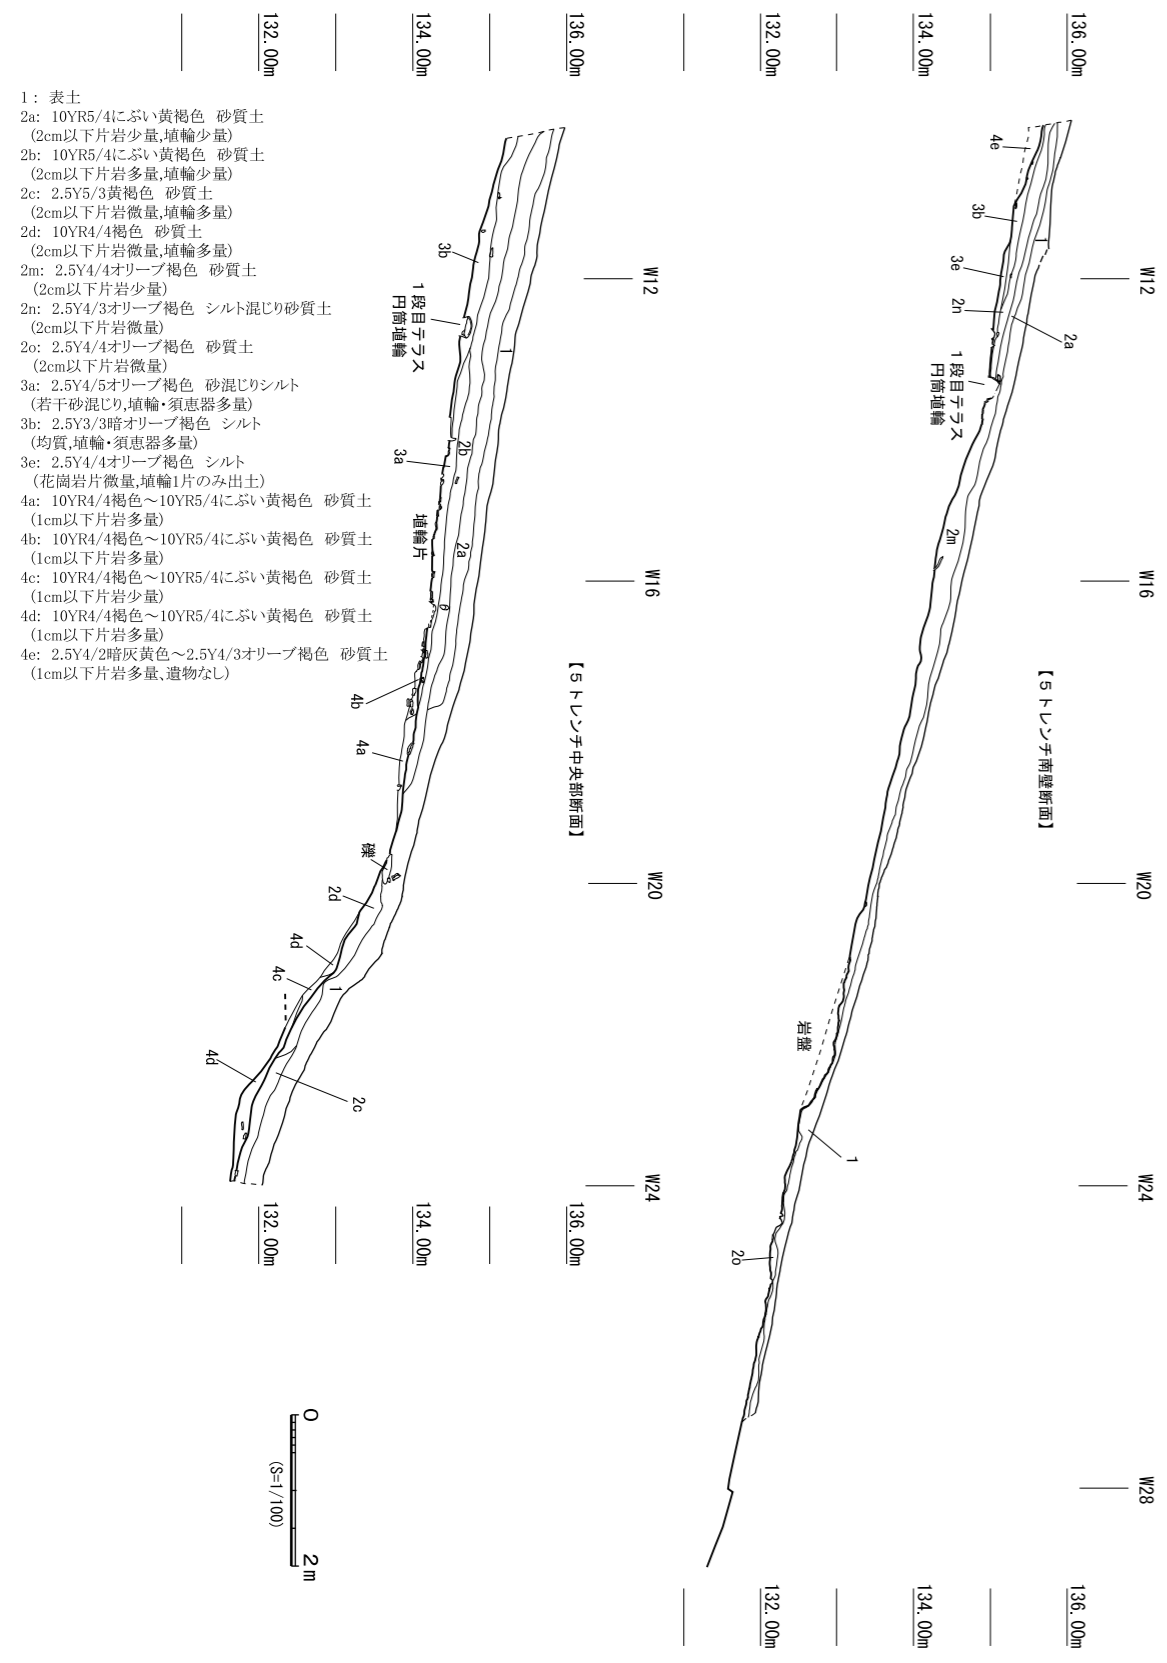 132.00m
134.00m
136.00m
132.00m
134.00m
136.00m
1: 表土
2a: 10YR5/4にぶい黄褐色 砂質土
(2cm以下片岩少量,埴輪少量)
2b: 10YR5/4にぶい黄褐色 砂質土
(2cm以下片岩多量,埴輪少量)
2c: 2.5Y5/3黄褐色 砂質土
(2cm以下片岩微量,埴輪多量)
2d: 10YR4/4褐色 砂質土
(2cm以下片岩微量,埴輪多量)
2m: 2.5Y4/4オリーブ褐色 砂質土
(2cm以下片岩少量)
2n: 2.5Y4/3オリーブ褐色 シルト混じり砂質土
(2cm以下片岩微量)
2o: 2.5Y4/4オリーブ褐色 砂質土
(2cm以下片岩微量)
3a: 2.5Y4/5オリーブ褐色 砂混じりシルト
(若干砂混じり,埴輪・須恵器多量)
3b: 2.5Y3/3暗オリーブ褐色 シルト
(均質,埴輪・須恵器多量)
3e: 2.5Y4/4オリーブ褐色 シルト
(花崗岩片微量,埴輪1片のみ出土)
4a: 10YR4/4褐色～10YR5/4にぶい黄褐色 砂質土
(1cm以下片岩多量)
4b: 10YR4/4褐色～10YR5/4にぶい黄褐色 砂質土
(1cm以下片岩多量)
4c: 10YR4/4褐色～10YR5/4にぶい黄褐色 砂質土
(1cm以下片岩少量)
4d: 10YR4/4褐色～10YR5/4にぶい黄褐色 砂質土
(1cm以下片岩多量)
4e: 2.5Y4/2暗灰黄色～2.5Y4/3オリーブ褐色 砂質土
(1cm以下片岩多量、遺物なし)
【５トレンチ南壁断面】
W12
W16
W20
W24
W28
4e
3b
3e
2n
1
2a
１段目テラス
円筒埴輪
2m
岩盤
1
2o
132.00m
134.00m
136.00m
【５トレンチ中央部断面】
W12
W16
W20
W24
3b
１段目テラス
円筒埴輪
1
3a
2b
埴輪片
2a
4b
4a
礫
2d
4d
4c
1
4d
2c
132.00m
134.00m
136.00m
0
2m
(S=1/100)